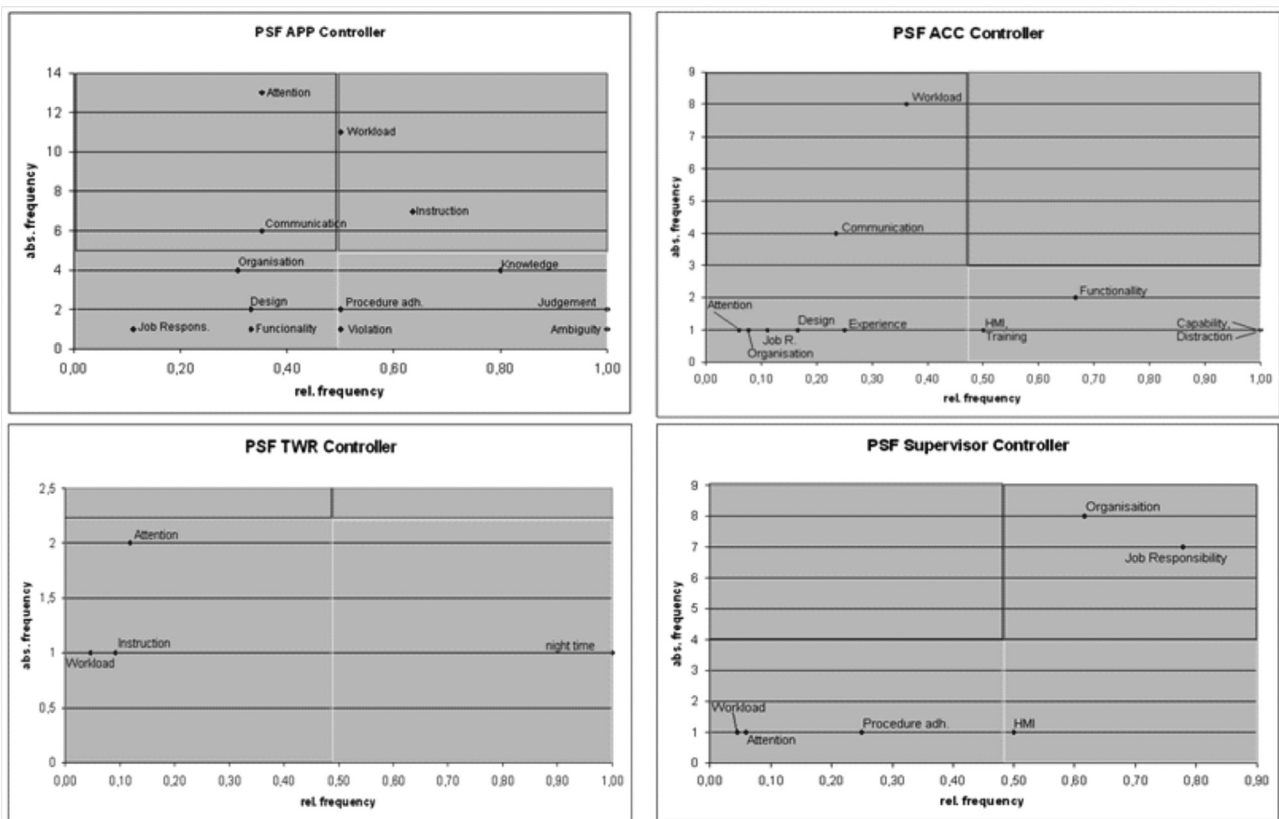 PSF APP Controller
abs. frequency
14
12
10
8
6
4
2
0
Attention
Workload
Instruction
Communication
Organisation
Knowledge
Design
Procedure adh.
Judgement
Job Respons.
Funcionality
Violation
Ambiguity
0,00 0,20 0,40 0,60 0,80 1,00
rel. frequency
PSF ACC Controller
abs. frequency
9
8
7
6
5
4
3
2
1
0
Workload
Communication
Functionallity
Attention
Design
Experience
HMI,
Training
Capability,
Distraction
Job R.
Organisation
0,00 0,10 0,20 0,30 0,40 0,50 0,60 0,70 0,80 0,90 1,00
rel. frequency
PSF TWR Controller
abs. frequency
2,5
2
1,5
1
0,5
0
Attention
Instruction
night time
Workload
0,00 0,10 0,20 0,30 0,40 0,50 0,60 0,70 0,80 0,90 1,00
rel. frequency
PSF Supervisor Controller
abs. frequency
9
8
7
6
5
4
3
2
1
0
Organisaition
Job Responsibility
Workload
Procedure adh.
HMI
Attention
0,00 0,10 0,20 0,30 0,40 0,50 0,60 0,70 0,80 0,90
rel. frequency